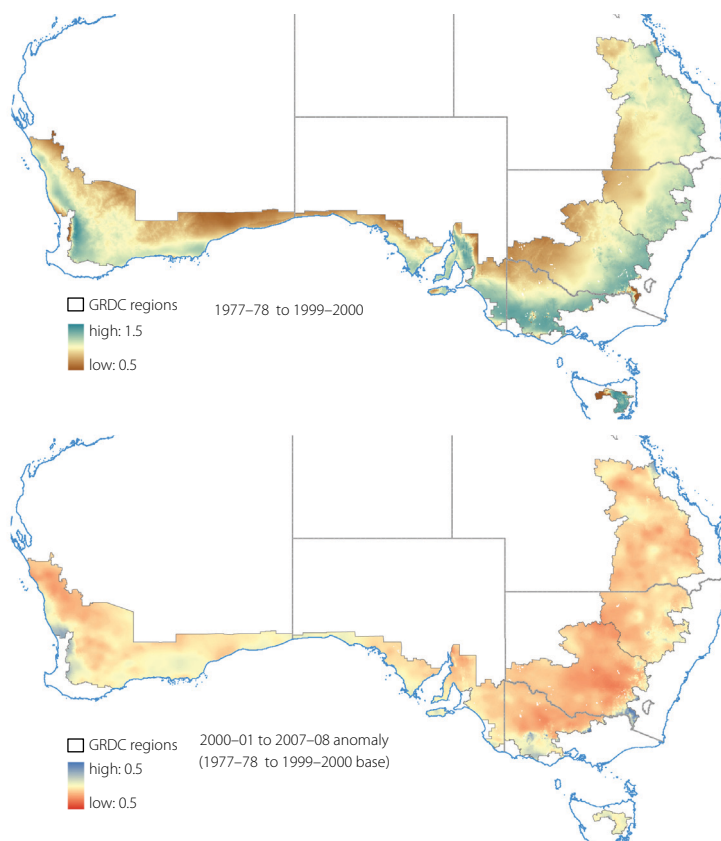 GRDC regions
1977–78 to 1999–2000
high: 1.5
low: 0.5
GRDC regions
2000–01 to 2007–08 anomaly
(1977–78 to 1999–2000 base)
high: 0.5
low: 0.5